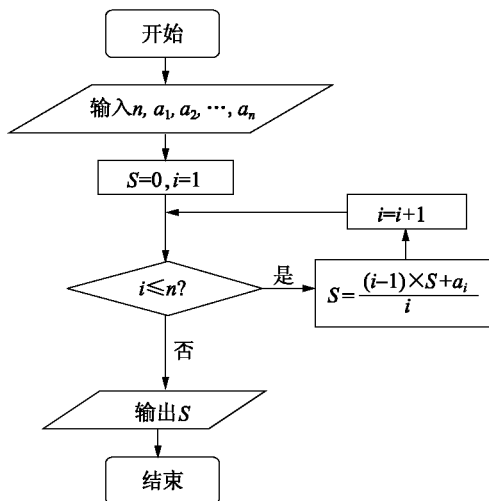 开始
输入n, a₁, a₂, …, aₙ
S=0, i=1
i=i+1
i≤n?
是
S=\frac{(i-1)×S+aᵢ}{i}
否
输出S
结束